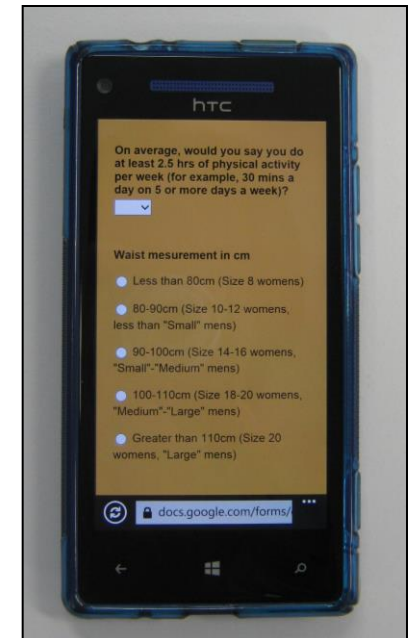 hTC
On average, would you say you do
at least 2.5 hrs of physical activity
per week (for example, 30 mins a
day on 5 or more days a week)?
Waist mesurement in cm
Less than 80cm (Size 8 womens)
80-90cm (Size 10-12 womens,
less than "Small" mens)
90-100cm (Size 14-16 womens,
"Small"-"Medium" mens)
100-110cm (Size 18-20 womens,
"Medium"-"Large" mens)
Greater than 110cm (Size 20
womens, "Large" mens)
docs.google.com/forms/